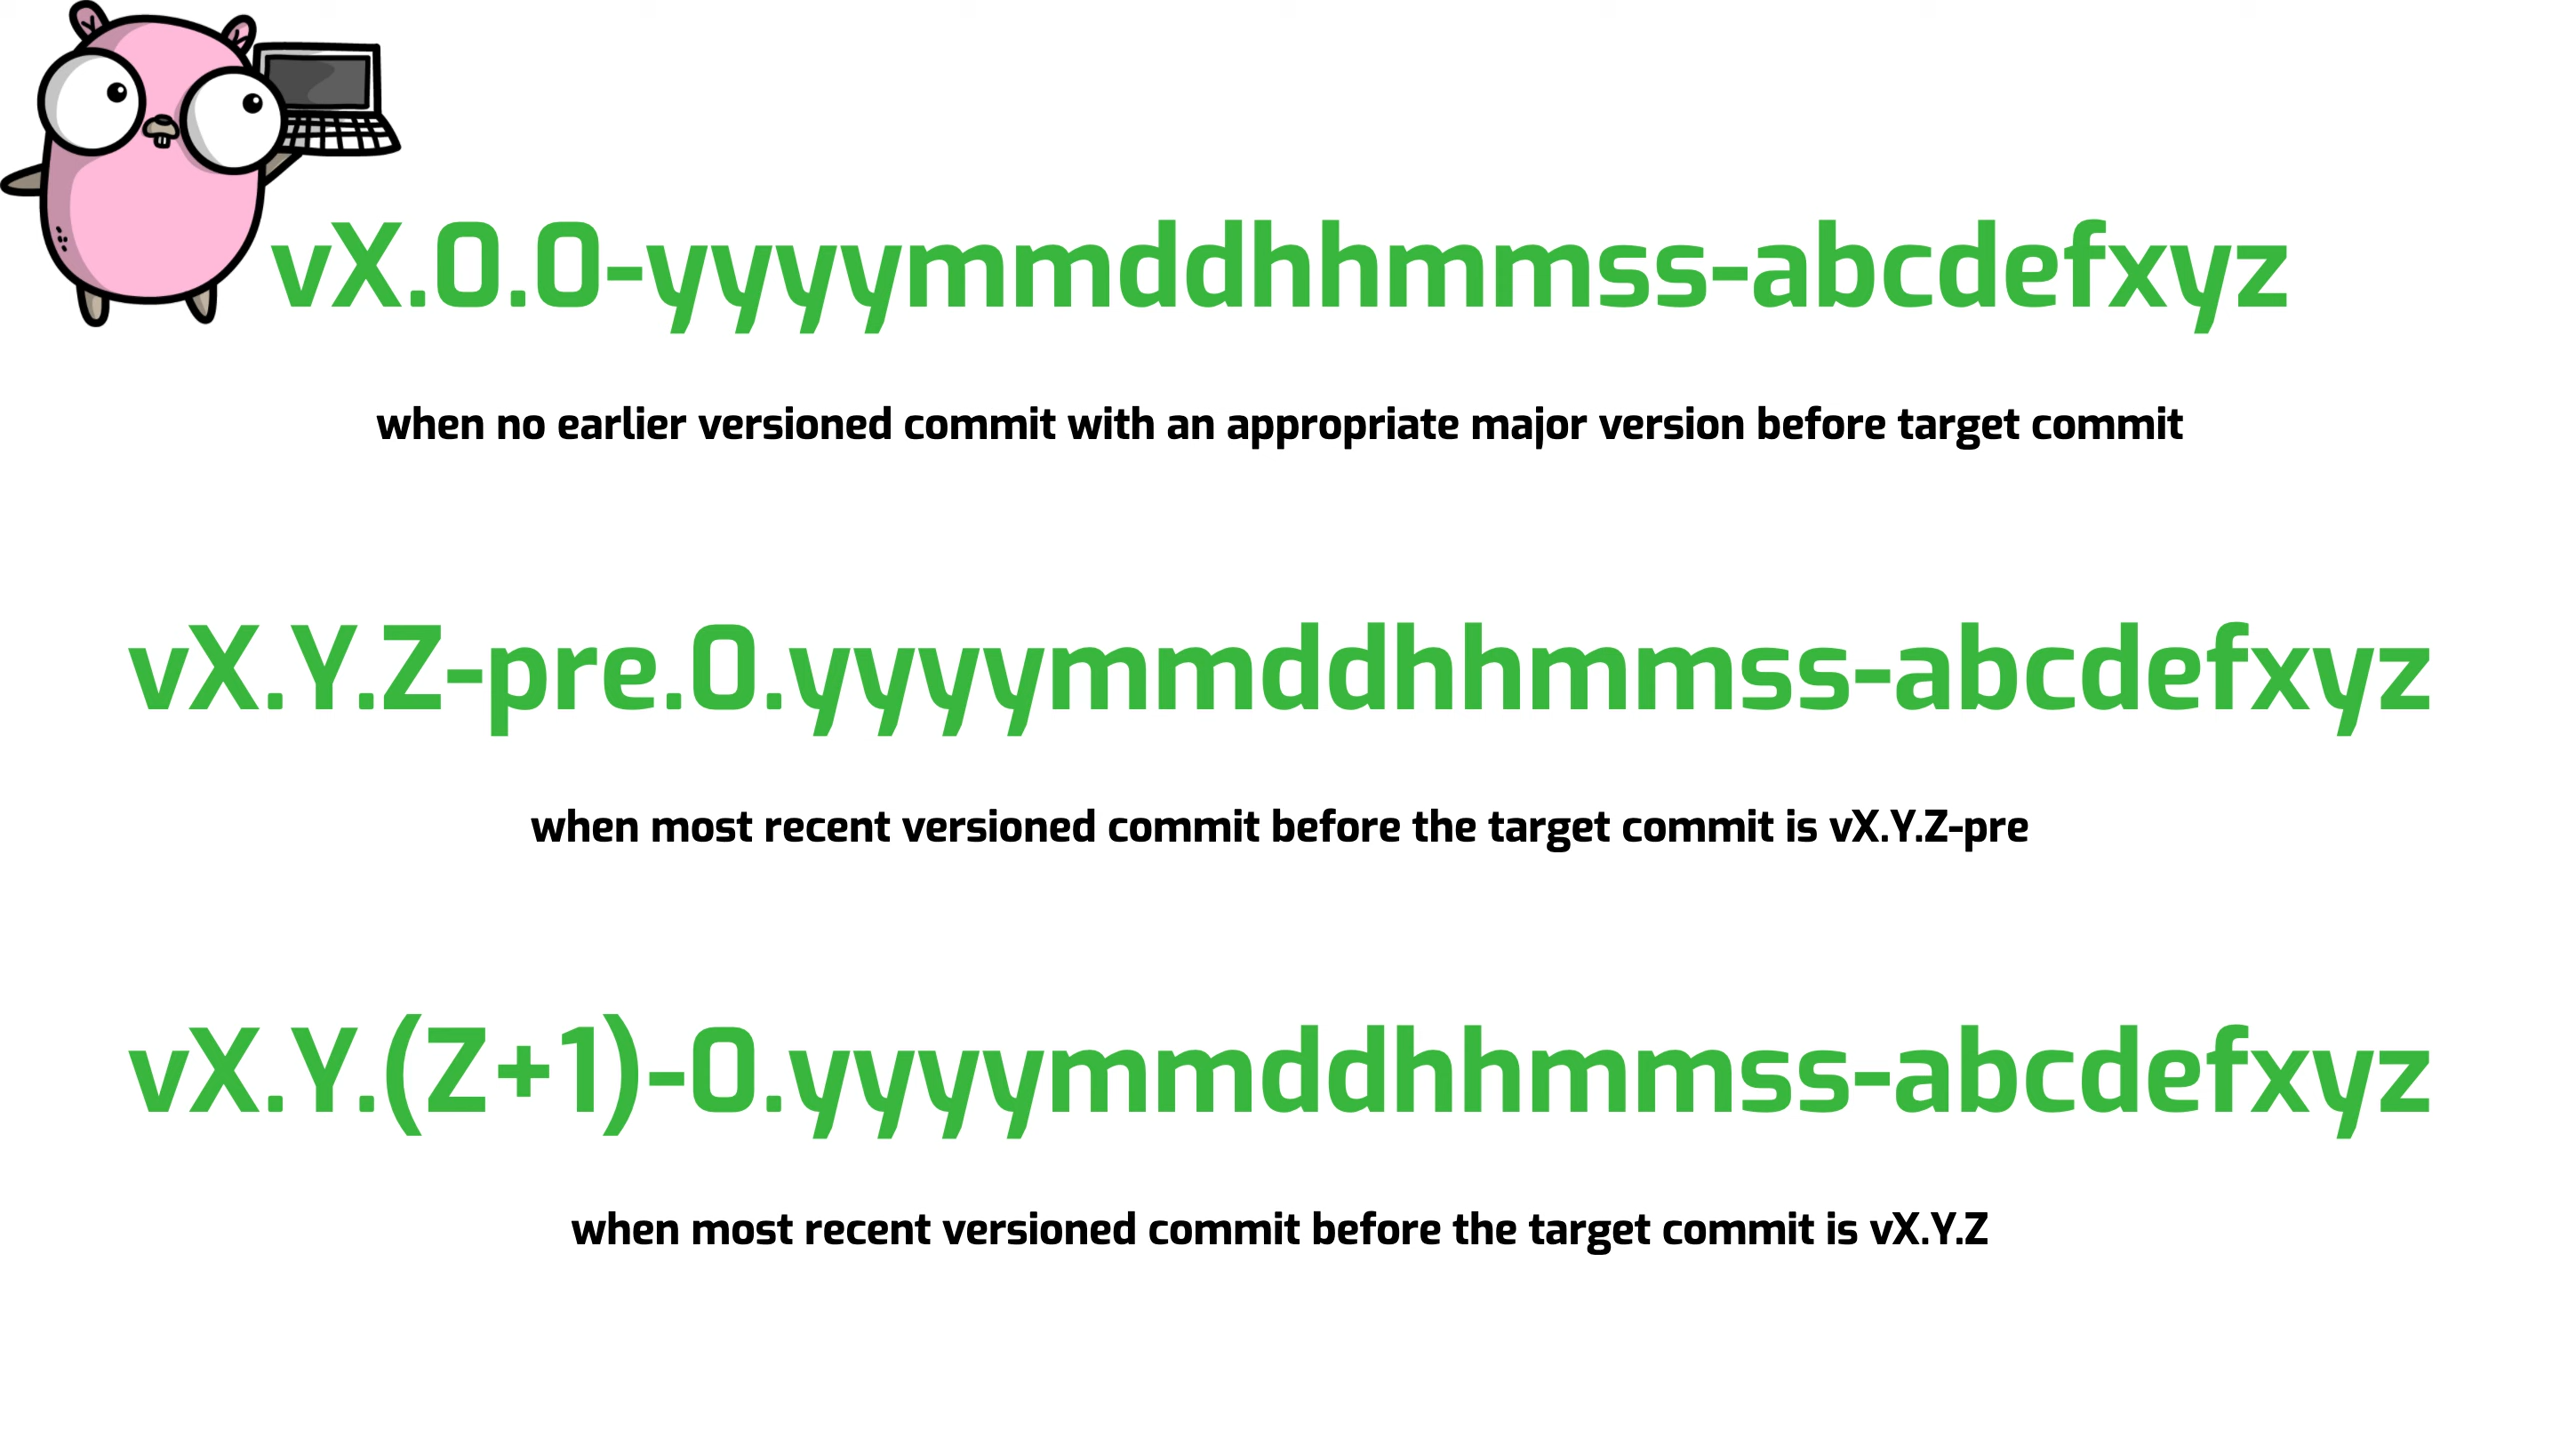 vX.0.0-yyyymmddhhmmss-abcdefxyz
when no earlier versioned commit with an appropriate major version before target commit
vX.Y.Z-pre.0.yyyymmddhhmmss-abcdefxyz
when most recent versioned commit before the target commit is vX.Y.Z-pre
vX.Y.(Z+1)-0.yyyymmddhhmmss-abcdefxyz
when most recent versioned commit before the target commit is vX.Y.Z